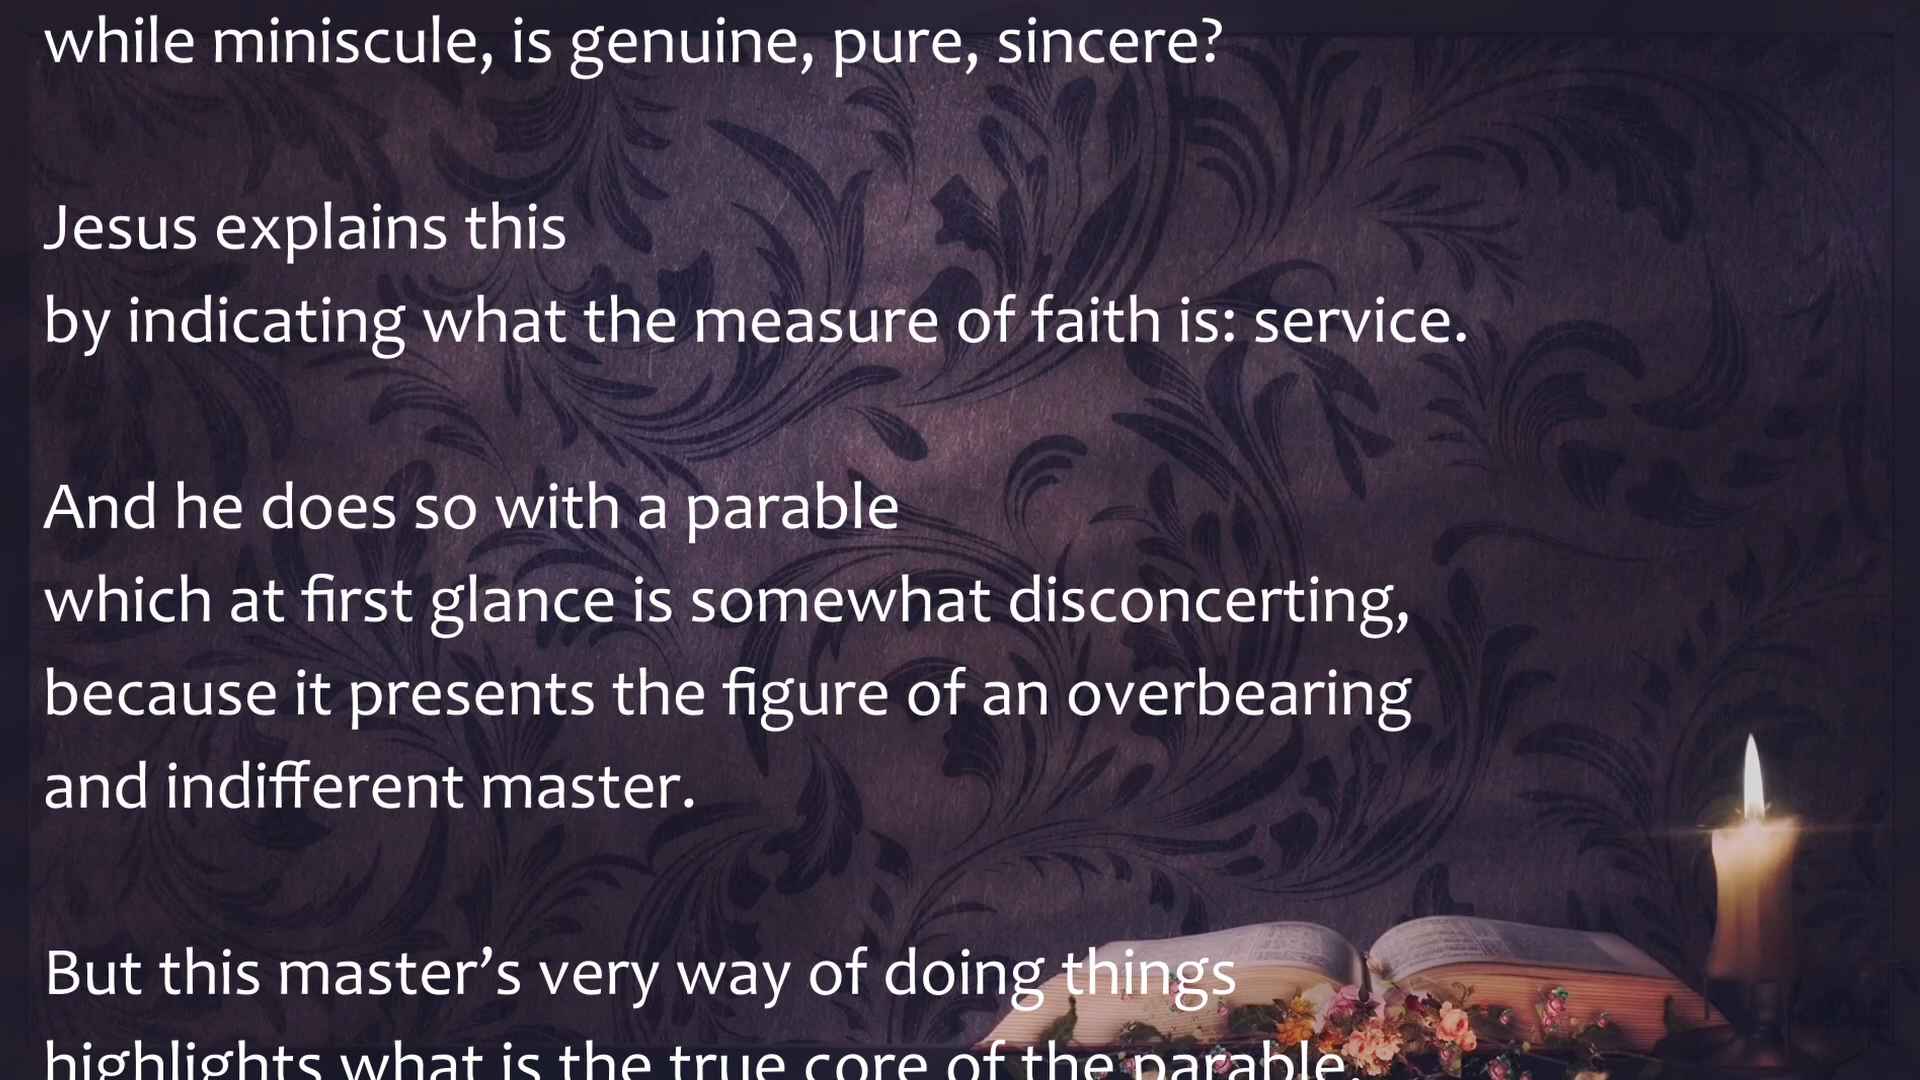 while miniscule, is genuine, pure, sincere?
Jesus explains this
by indicating what the measure of faith is: service.
And he does so with a parable
which at first glance is somewhat disconcerting,
because it presents the figure of an overbearing
and indifferent master.
But this master’s very way of doing things
highlights what is the true core of the parable,